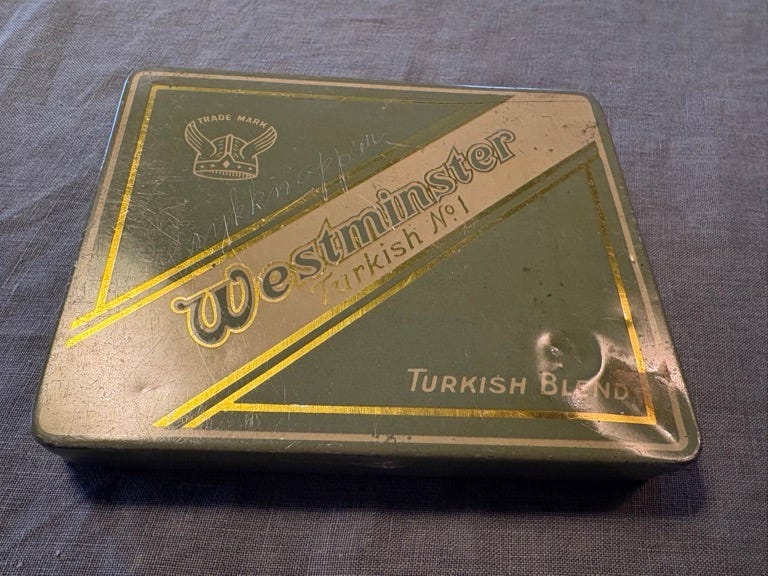 TRADE MARK
Westminster
Turkish No 1
TURKISH BLEND